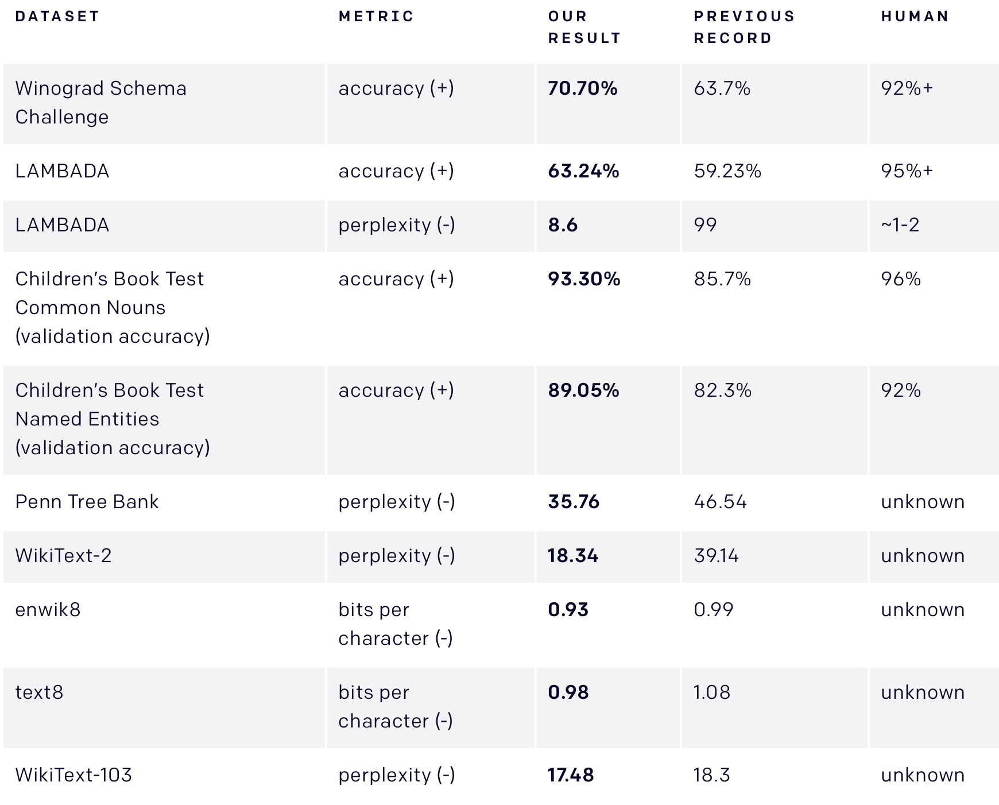 DATASET METRIC OUR RESULT PREVIOUS RECORD HUMAN
Winograd Schema Challenge accuracy (+) 70.70% 63.7% 92%+
LAMBADA accuracy (+) 63.24% 59.23% 95%+
LAMBADA perplexity (-) 8.6 99 ~1-2
Children’s Book Test Common Nouns (validation accuracy) accuracy (+) 93.30% 85.7% 96%
Children’s Book Test Named Entities (validation accuracy) accuracy (+) 89.05% 82.3% 92%
Penn Tree Bank perplexity (-) 35.76 46.54 unknown
WikiText-2 perplexity (-) 18.34 39.14 unknown
enwik8 bits per character (-) 0.93 0.99 unknown
text8 bits per character (-) 0.98 1.08 unknown
WikiText-103 perplexity (-) 17.48 18.3 unknown